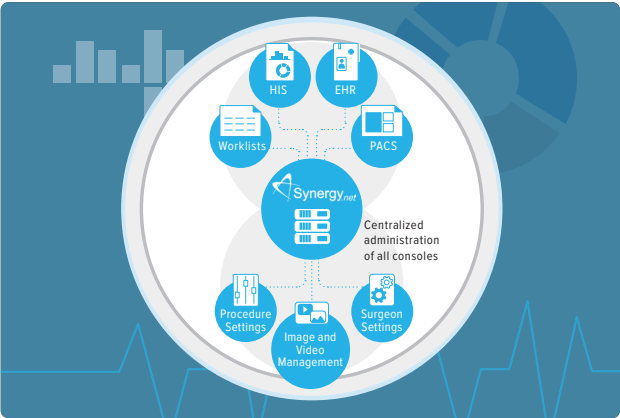 HIS
EHR
Worklists
PACS
Synergy.net
Centralized
administration
of all consoles
Procedure
Settings
Image and
Video
Management
Surgeon
Settings